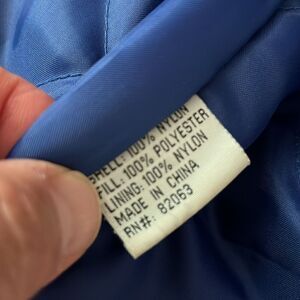 SHELL: 100% NYLON
FILL: 100% POLYESTER
LINING: 100% NYLON
MADE IN CHINA
RN#: 82063